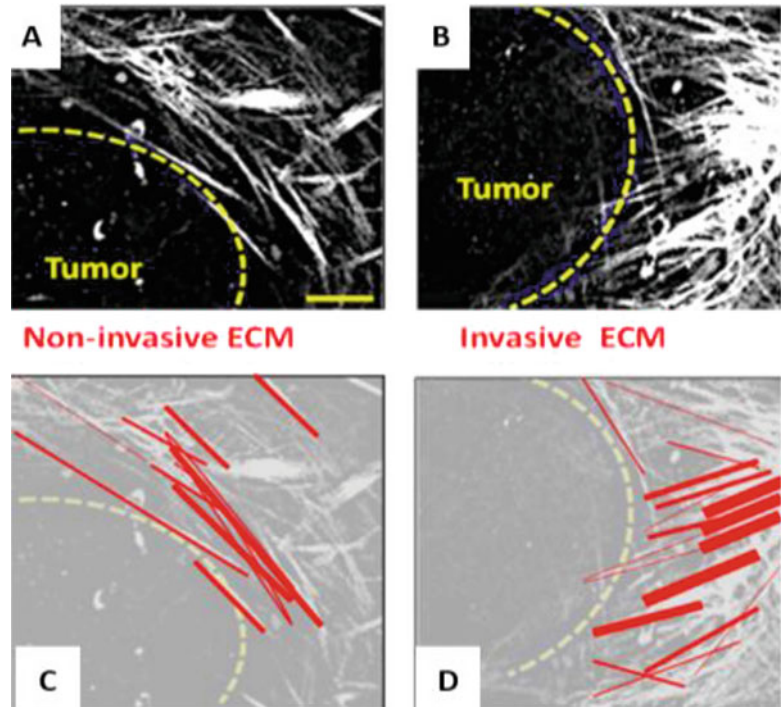 A
B
Tumor
Tumor
Non-invasive ECM
Invasive ECM
C
D